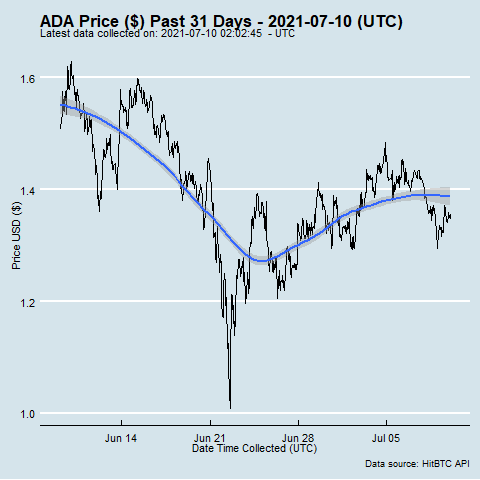 ADA Price ($) Past 31 Days - 2021-07-10 (UTC)
Latest data collected on: 2021-07-10 02:02:45 - UTC
1.6
1.4
1.2
1.0
Price USD ($)
Jun 14 Jun 21 Jun 28 Jul 05
Date Time Collected (UTC)
Data source: HitBTC API